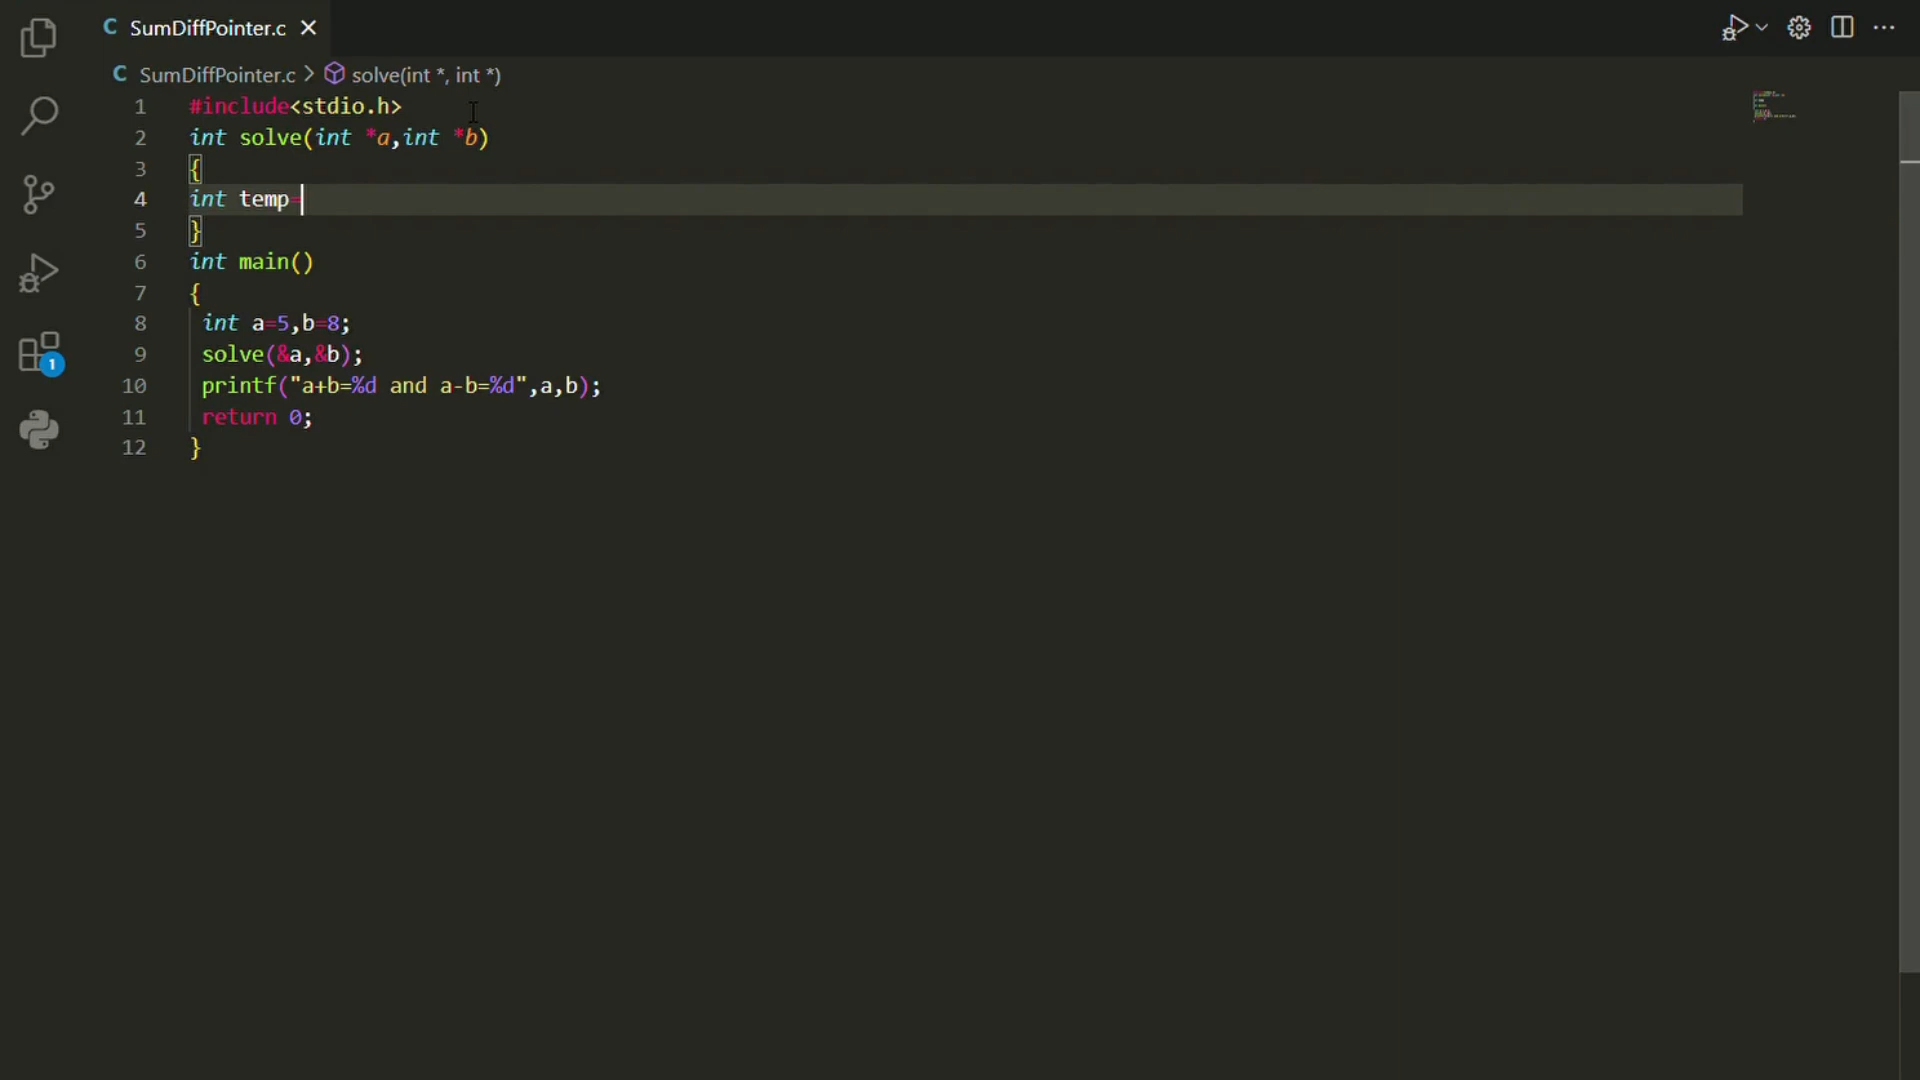 C SumDiffPointer.c
C SumDiffPointer.c > solve(int *, int *)
1 #include<stdio.h>
2 int solve(int *a,int *b)
3 {
4 int temp=
5 }
6 int main()
7 {
8 int a=5,b=8;
9 solve(&a,&b);
10 printf("a+b=%d and a-b=%d",a,b);
11 return 0;
12 }
1